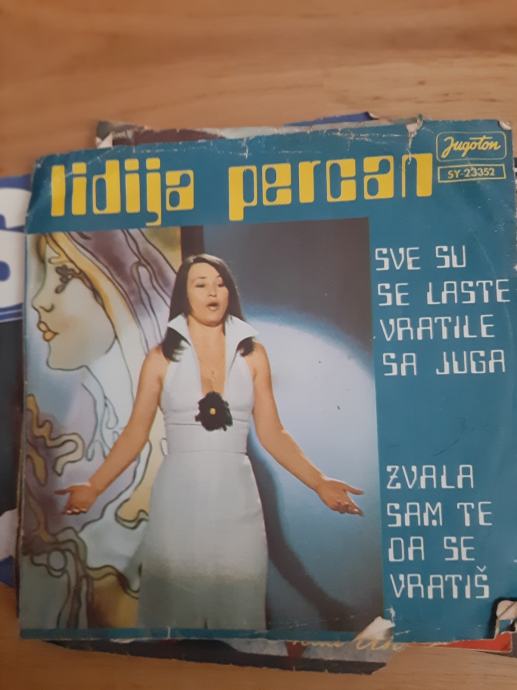 lidija percan
Jugoton
SY-23352
SVE SU
SE LASTE
VRATILE
SA JUGA
ZVALA
SAM TE
DA SE
VRATIŠ
S